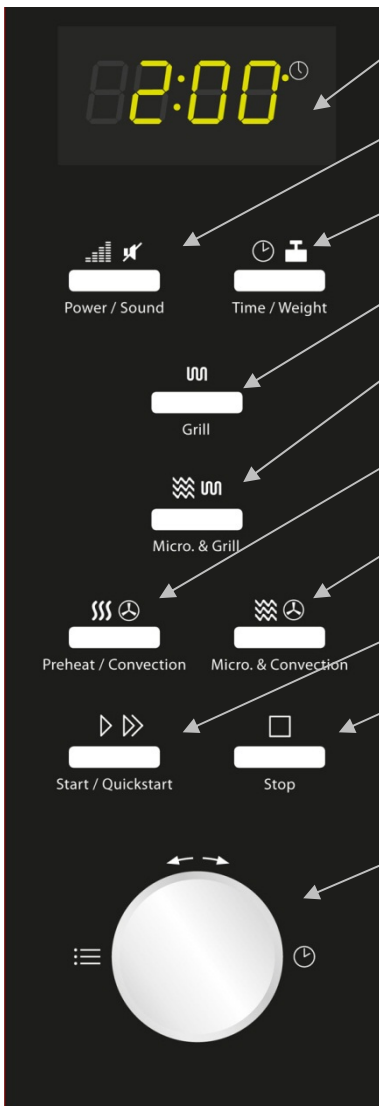 2:00
Power / Sound
Time / Weight
Grill
Micro. & Grill
Preheat / Convection
Micro. & Convection
Start / Quickstart
Stop